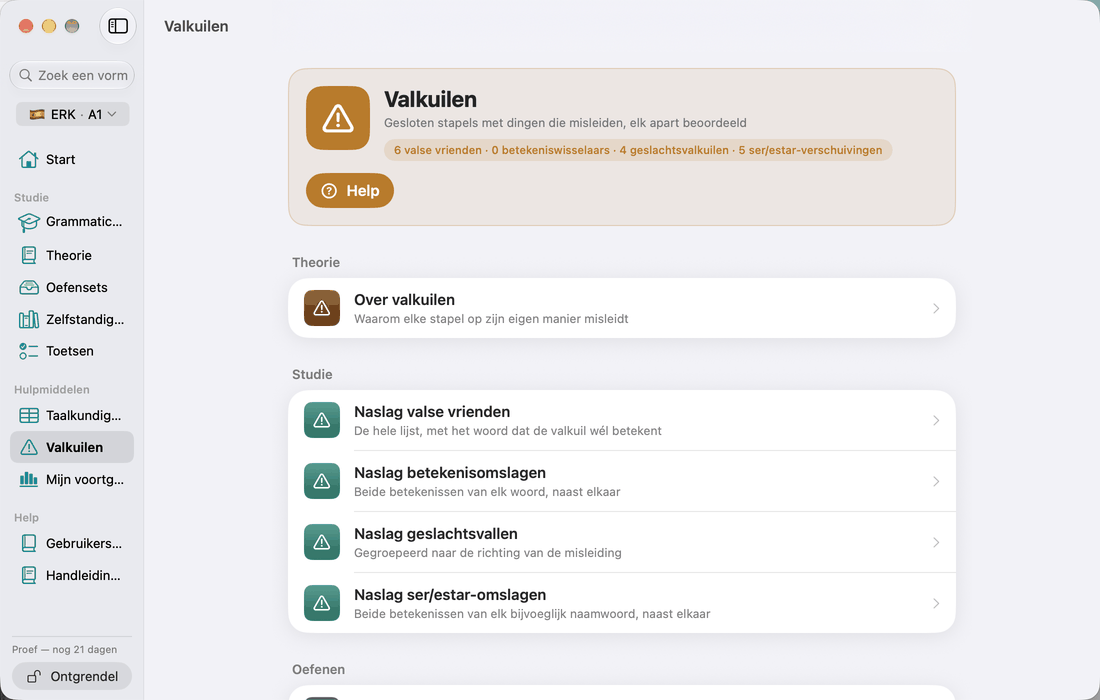 Valkuilen
Zoek een vorm
ERK · A1
Start
Studie
Grammatic...
Theorie
Oefensets
Zelfstandig...
Toetsen
Hulpmiddelen
Taalkundig...
Valkuilen
Mijn voortg...
Help
Gebruikers...
Handleidin...
Proef — nog 21 dagen
Ontgrendel
Valkuilen
Gesloten stapels met dingen die misleiden, elk apart beoordeeld
6 valse vrienden · 0 betekeniswisselaars · 4 geslachtsvalkuilen · 5 ser/estar-verschuivingen
Help
Theorie
Over valkuilen
Waarom elke stapel op zijn eigen manier misleidt
Studie
Naslag valse vrienden
De hele lijst, met het woord dat de valkuil wél betekent
Naslag betekenisomslagen
Beide betekenissen van elk woord, naast elkaar
Naslag geslachtsvallen
Gegroepeerd naar de richting van de misleiding
Naslag ser/estar-omslagen
Beide betekenissen van elk bijvoeglijk naamwoord, naast elkaar
Oefenen